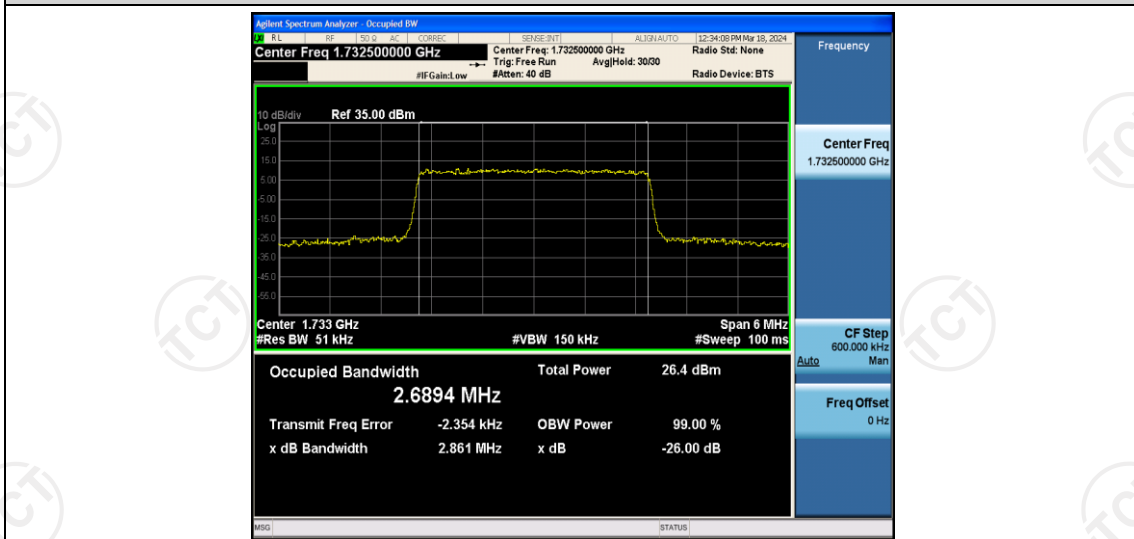 Agilent Spectrum Analyzer - Occupied BW
RL RF 50 Ω AC CORREC SENSE:INT ALIGN AUTO 12:34:08 PM Mar 18, 2024
Center Freq 1.732500000 GHz Center Freq: 1.732500000 GHz Radio Std: None
Trig: Free Run Avg|Hold: 30/30
#IFGain:Low #Atten: 40 dB Radio Device: BTS
Frequency
10 dB/div Ref 35.00 dBm
Log
25.0
15.0
5.00
-5.00
-15.0
-25.0
-35.0
-45.0
-55.0
Center Freq
1.732500000 GHz
Center 1.733 GHz Span 6 MHz
#Res BW 51 kHz #VBW 150 kHz #Sweep 100 ms
CF Step
600.000 kHz
Auto Man
Occupied Bandwidth Total Power 26.4 dBm
2.6894 MHz
Transmit Freq Error -2.354 kHz OBW Power 99.00 %
x dB Bandwidth 2.861 MHz x dB -26.00 dB
Freq Offset
0 Hz
MSG STATUS
TCT
TCT
TCT
TCT
TCT
TCT